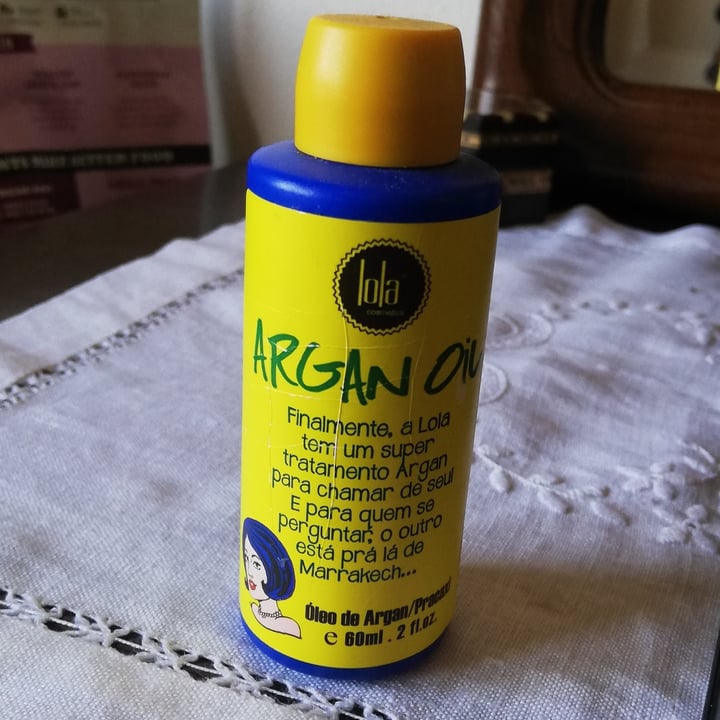 lola
cosmetics
ARGAN OIL
Finalmente, a Lola
tem um super
tratamento Argan
para chamar de seu!
E para quem se
perguntar, o outro
está prá lá de
Marrakech...
Óleo de Argan/Pracaxi
e 60ml . 2 fl.oz.